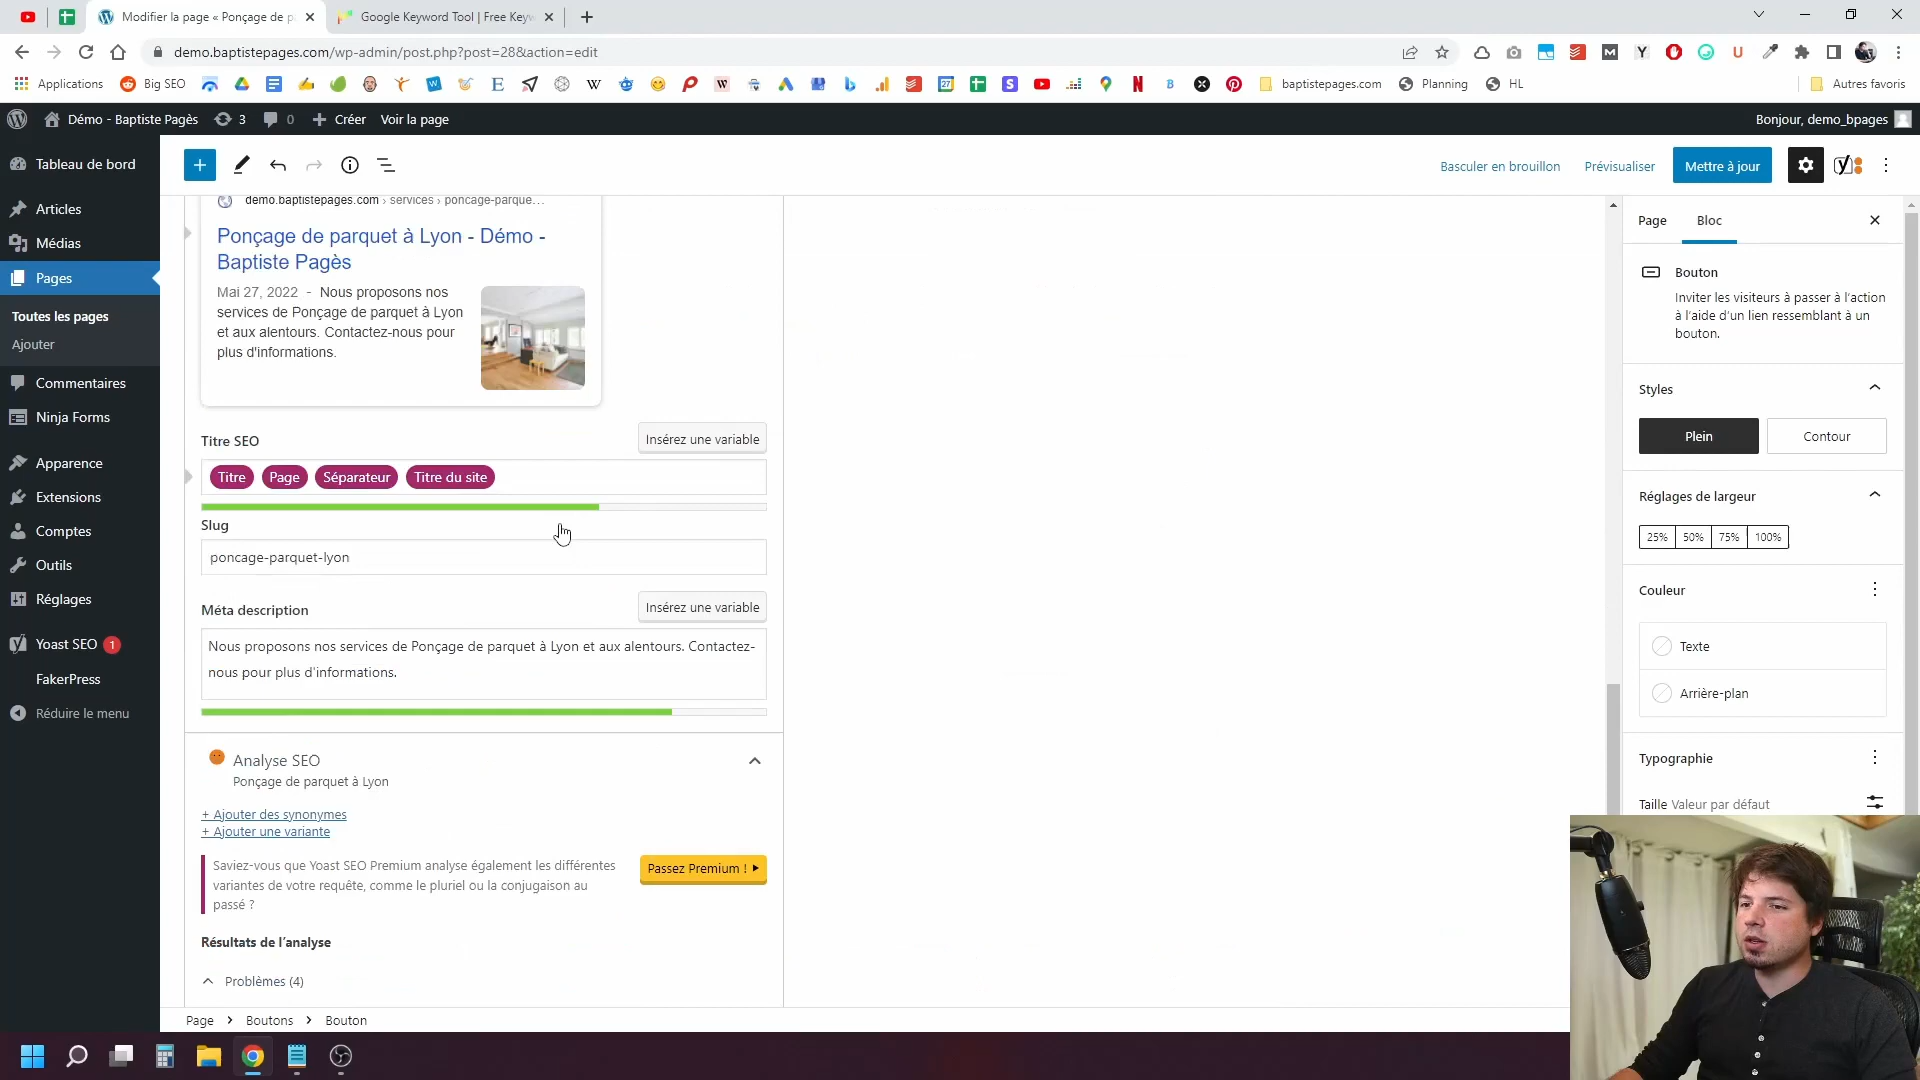 Modifier la page « Ponçage de p
Google Keyword Tool | Free Keyw
demo.baptistepages.com/wp-admin/post.php?post=28&action=edit
Applications
Big SEO
baptistepages.com
Planning
HL
Autres favoris
Démo - Baptiste Pagès
3
0
Créer
Voir la page
Bonjour, demo_bpages
Tableau de bord
Articles
Médias
Pages
Toutes les pages
Ajouter
Commentaires
Ninja Forms
Apparence
Extensions
Comptes
Outils
Réglages
Yoast SEO 1
FakerPress
Réduire le menu
Basculer en brouillon
Prévisualiser
Mettre à jour
demo.baptistepages.com › services › poncage-parque…
Ponçage de parquet à Lyon - Démo -
Baptiste Pagès
Mai 27, 2022 - Nous proposons nos
services de Ponçage de parquet à Lyon
et aux alentours. Contactez-nous pour
plus d'informations.
Titre SEO
Insérez une variable
Titre
Page
Séparateur
Titre du site
Slug
poncage-parquet-lyon
Méta description
Insérez une variable
Nous proposons nos services de Ponçage de parquet à Lyon et aux alentours. Contactez-
nous pour plus d'informations.
Analyse SEO
Ponçage de parquet à Lyon
+ Ajouter des synonymes
+ Ajouter une variante
Saviez-vous que Yoast SEO Premium analyse également les différentes
variantes de votre requête, comme le pluriel ou la conjugaison au
passé ?
Passez Premium !
Résultats de l’analyse
Problèmes (4)
Page
Boutons
Bouton
Page
Bloc
Bouton
Inviter les visiteurs à passer à l’action
à l’aide d’un lien ressemblant à un
bouton.
Styles
Plein
Contour
Réglages de largeur
25%
50%
75%
100%
Couleur
Texte
Arrière-plan
Typographie
Taille Valeur par défaut